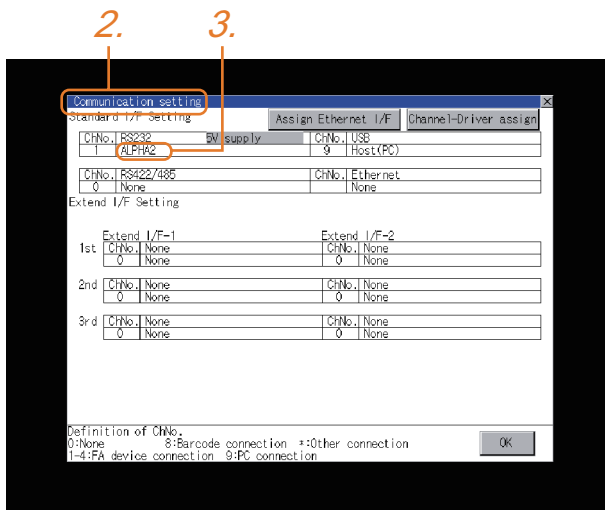 2. 3.
Communication setting ×
Standard I/F Setting Assign Ethernet I/F Channel-Driver assign
ChNo. RS232 5V supply ChNo. USB
1 ALPHA2 9 Host(PC)
ChNo. RS422/485 ChNo. Ethernet
0 None None
Extend I/F Setting
Extend I/F-1 Extend I/F-2
1st ChNo. None ChNo. None
0 None 0 None
2nd ChNo. None ChNo. None
0 None 0 None
3rd ChNo. None ChNo. None
0 None 0 None
Definition of ChNo.
0:None 8:Barcode connection *:Other connection
1-4:FA device connection 9:PC connection
OK